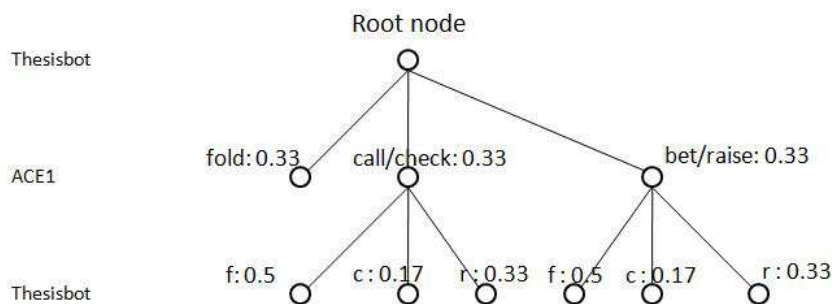 Root node
Thesisbot
fold: 0.33 call/check: 0.33 bet/raise: 0.33
ACE1
f: 0.5 c : 0.17 r : 0.33 f : 0.5 c : 0.17 r : 0.33
Thesisbot